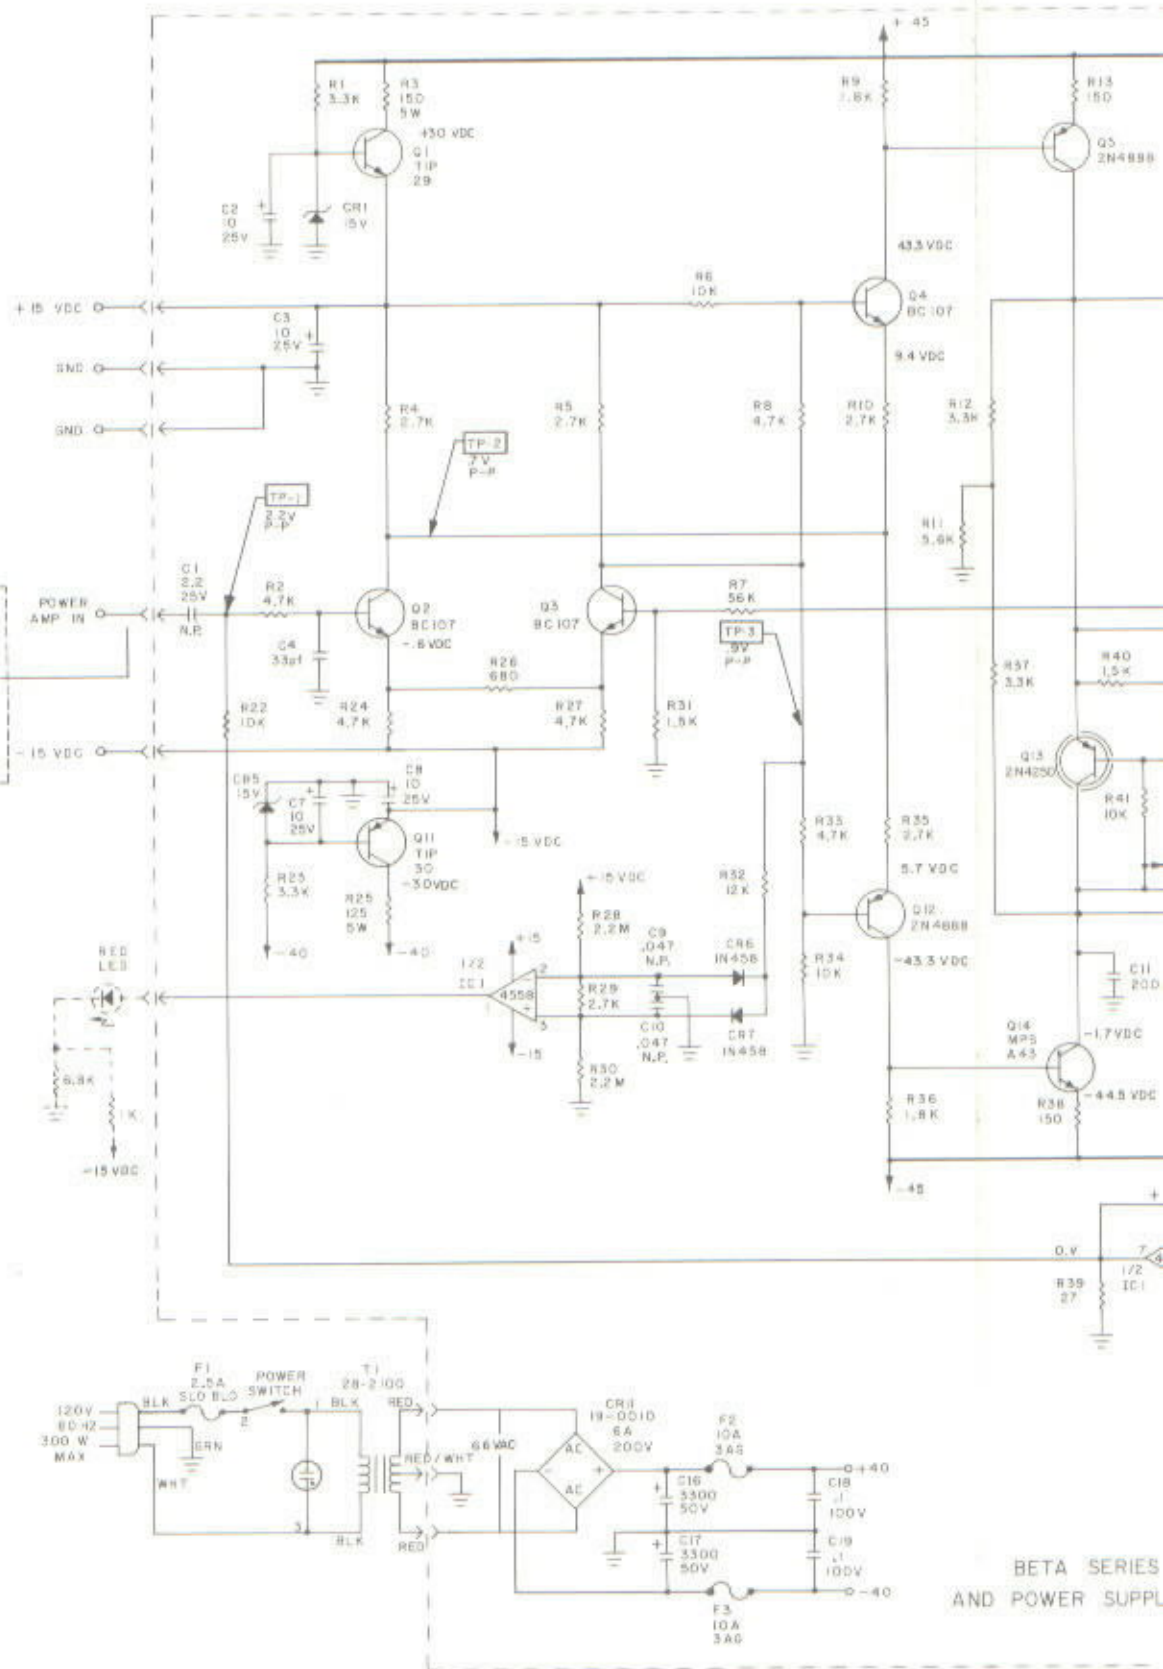 + 45
R1
3.3K
R3
150
5W
+30 VDC
Q1
TIP
29
C2
10
25V
+
CR1
15V
R9
1.8K
R13
150
Q5
2N4888
43.3 VDC
R6
10K
Q4
BC107
9.4 VDC
+ 15 VDC
C3
10
25V
+
GND
GND
R4
2.7K
R5
2.7K
R8
4.7K
R10
2.7K
R12
3.3K
TP-2
.7V
P-P
TP-1
2.2V
P-P
R11
5.6K
POWER
AMP IN
C1
2.2
25V
N.P.
R2
4.7K
Q2
BC107
-.6 VDC
Q3
BC107
R7
56K
C4
33pf
TP-3
.9V
P-P
R26
680
R22
10K
R24
4.7K
R27
4.7K
R31
1.5K
R37
3.3K
R40
1.5K
- 15 VDC
CR5
15V
C7
10
25V
+
C8
10
25V
+
Q11
TIP
30
-30VDC
-15 VDC
Q13
2N4250
R41
10K
R33
4.7K
R35
2.7K
5.7 VDC
R23
3.3K
R25
125
5W
-40
-40
+15 VDC
R28
2.2M
R32
12K
Q12
2N4888
-43.3 VDC
RED
LED
1/2
IC1
+15
4558
-
+
2
3
1
-15
C9
.047
N.P.
CR6
IN458
R29
2.7K
C10
.047
N.P.
CR7
IN458
R34
10K
C11
200
Q14
MPS
A43
-1.7VDC
R30
2.2M
6.8K
1K
-15 VDC
R36
1.8K
R38
150
-44.5 VDC
-45
+
O.V
7
4
1/2
IC1
R39
27
F1
2.5A
SLO BLO
POWER
SWITCH
T1
28-2100
120V
60 HZ
300 W
MAX
BLK
GRN
WHT
2
1
3
BLK
BLK
RED
RED/WHT
RED
66VAC
CR11
19-0010
6A
200V
AC
AC
-
+
F2
10A
3AG
C16
3300
50V
+
C17
3300
50V
+
C18
.1
100V
C19
.1
100V
+40
-40
F3
10A
3AG
BETA SERIES
AND POWER SUPPL